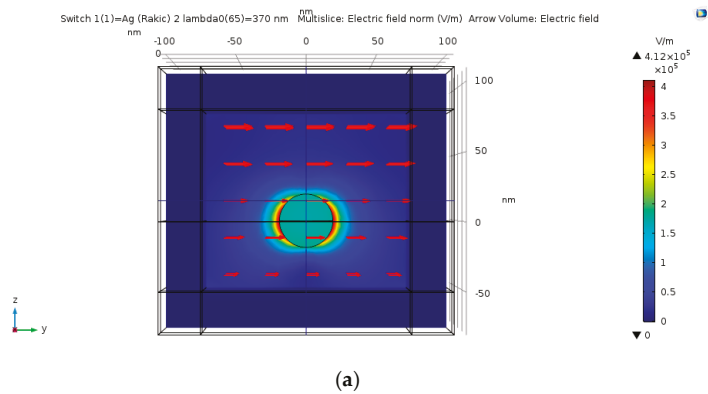 Switch 1(1)=Ag (Rakic) 2 lambda0(65)=370 nm Multislice: Electric field norm (V/m) Arrow Volume: Electric field
nm
nm
V/m
-100 -50 0 50 100
0
▲ 4.12×10⁵
×10⁵
100
50
0
-50
nm
4
3.5
3
2.5
2
1.5
1
0.5
0
▼ 0
z
y
(a)